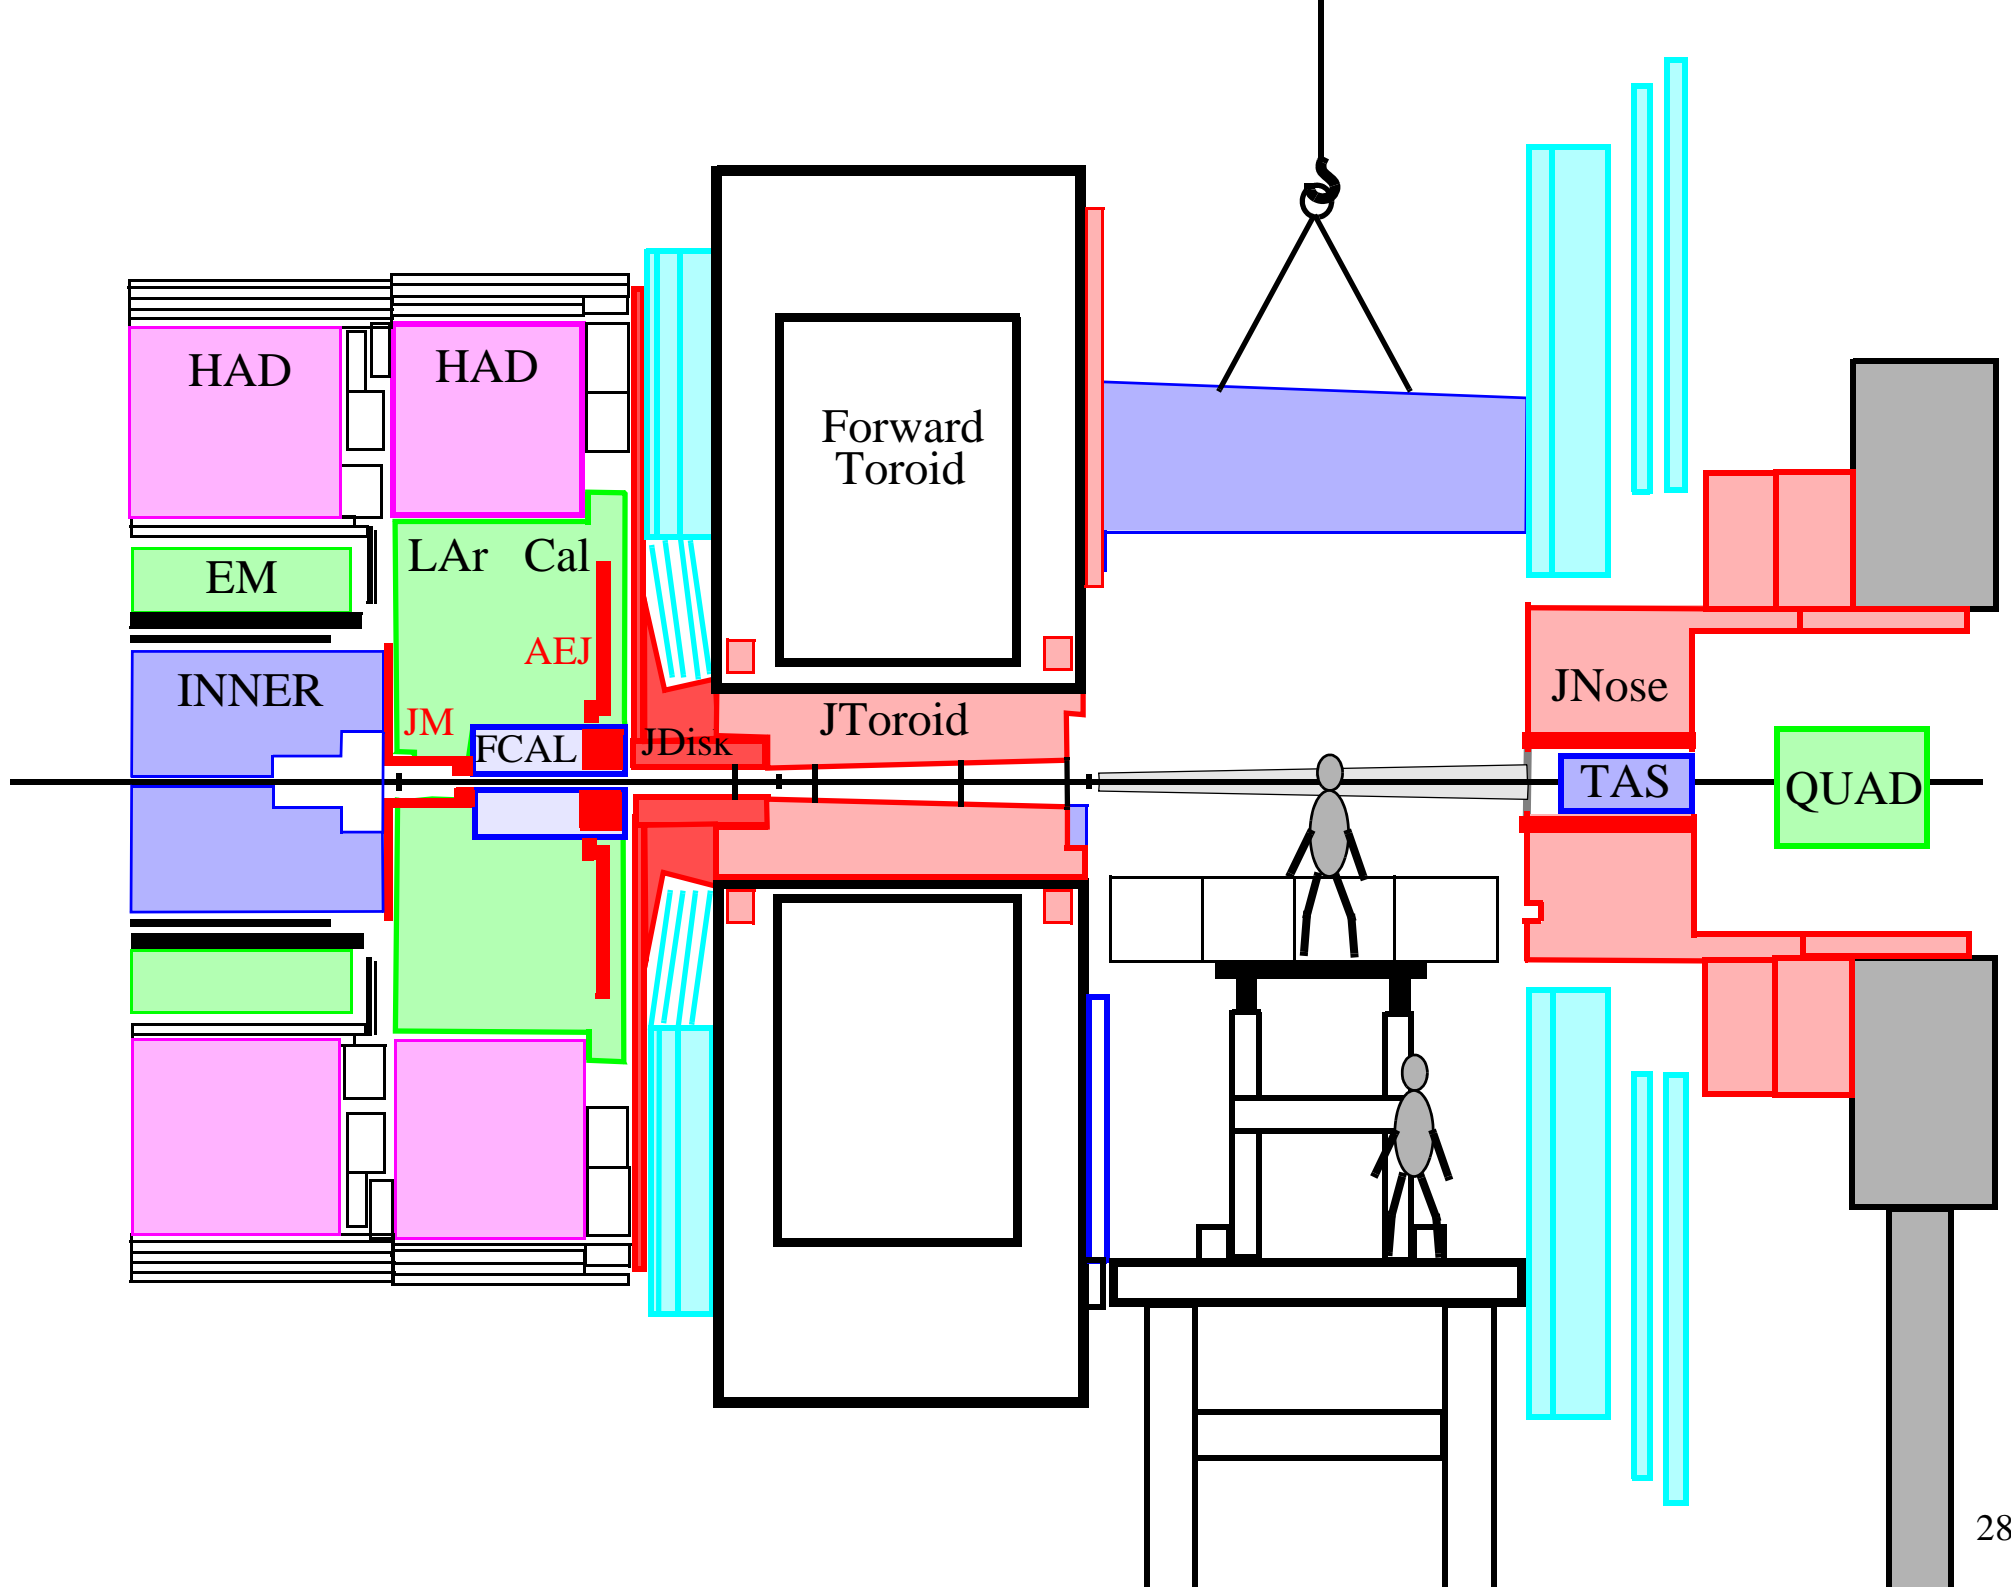 HAD
HAD
Forward
Toroid
LAr Cal
EM
AEJ
INNER
JM
FCAL
JDisk
JToroid
JNose
TAS
QUAD
28